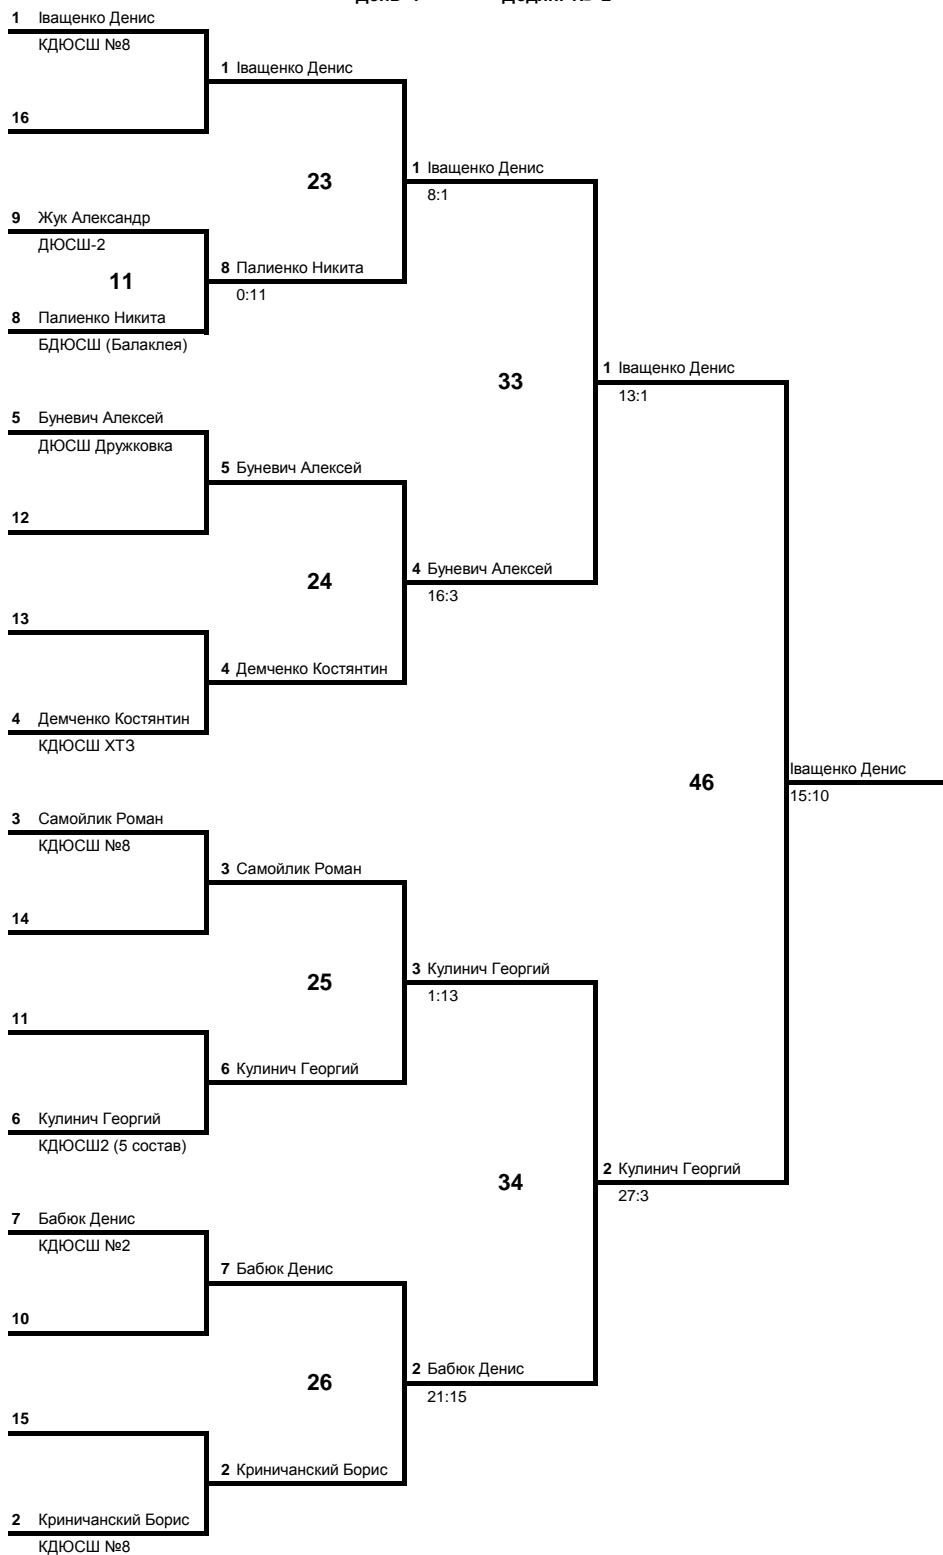 1 Іващенко Денис
КДЮСШ №8
1 Іващенко Денис
16
1 Іващенко Денис
23
8:1
9 Жук Александр
ДЮСШ-2
8 Палиенко Никита
11
0:11
8 Палиенко Никита
БДЮСШ (Балаклея)
1 Іващенко Денис
33
13:1
5 Буневич Алексей
ДЮСШ Дружковка
5 Буневич Алексей
12
4 Буневич Алексей
24
16:3
13
4 Демченко Костянтин
4 Демченко Костянтин
КДЮСШ ХТЗ
Іващенко Денис
46
15:10
3 Самойлик Роман
КДЮСШ №8
3 Самойлик Роман
14
3 Кулинич Георгий
25
1:13
11
6 Кулинич Георгий
6 Кулинич Георгий
КДЮСШ2 (5 состав)
2 Кулинич Георгий
34
27:3
7 Бабюк Денис
КДЮСШ №2
7 Бабюк Денис
10
2 Бабюк Денис
26
21:15
15
2 Криничанский Борис
2 Криничанский Борис
КДЮСШ №8